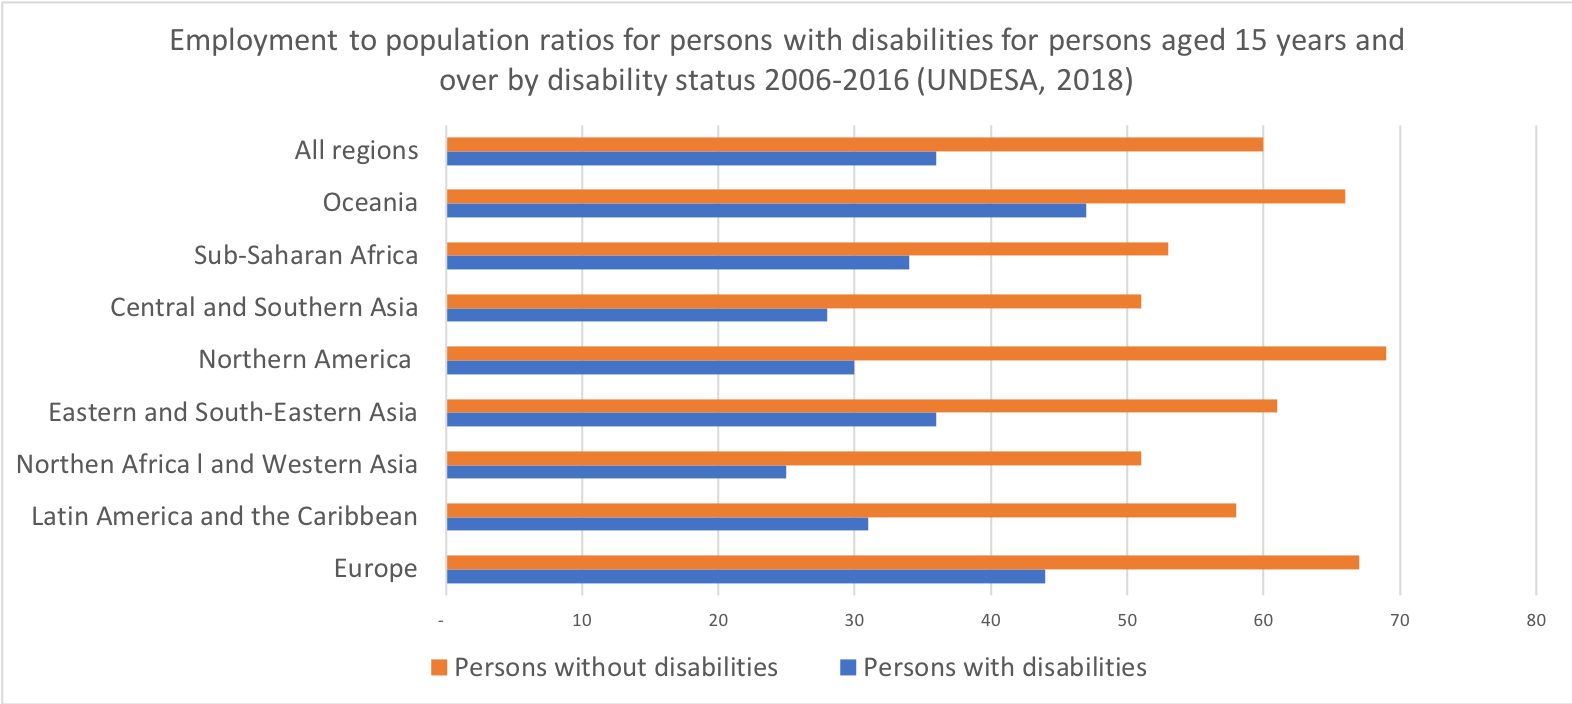 Employment to population ratios for persons with disabilities for persons aged 15 years and
over by disability status 2006-2016 (UNDESA, 2018)
All regions
Oceania
Sub-Saharan Africa
Central and Southern Asia
Northern America
Eastern and South-Eastern Asia
Northen Africa l and Western Asia
Latin America and the Caribbean
Europe
- 10 20 30 40 50 60 70 80
Persons without disabilities Persons with disabilities